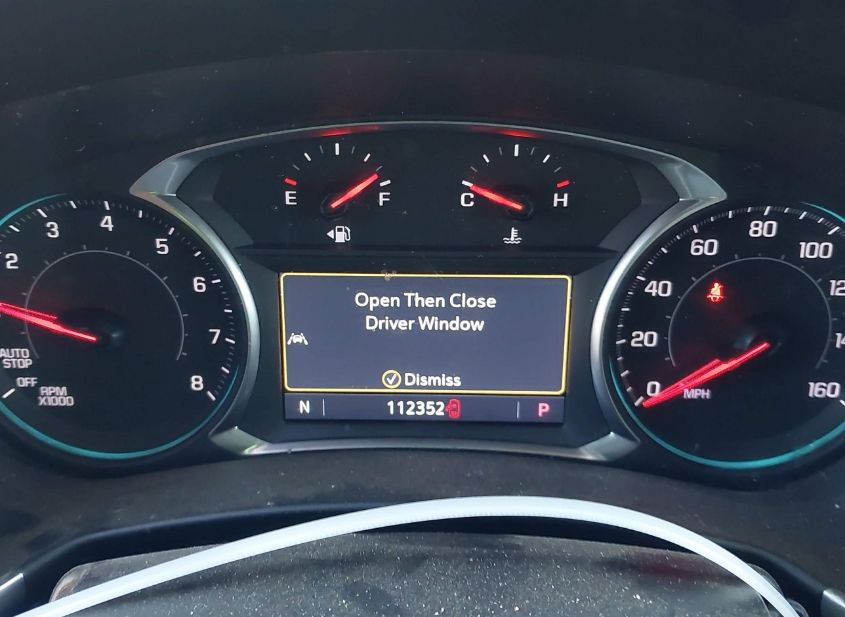 E
F
C
H
2
3
4
5
6
7
8
AUTO
STOP
OFF
RPM
X1000
Open Then Close
Driver Window
Dismiss
N
112352
P
0
20
40
60
80
100
160
MPH